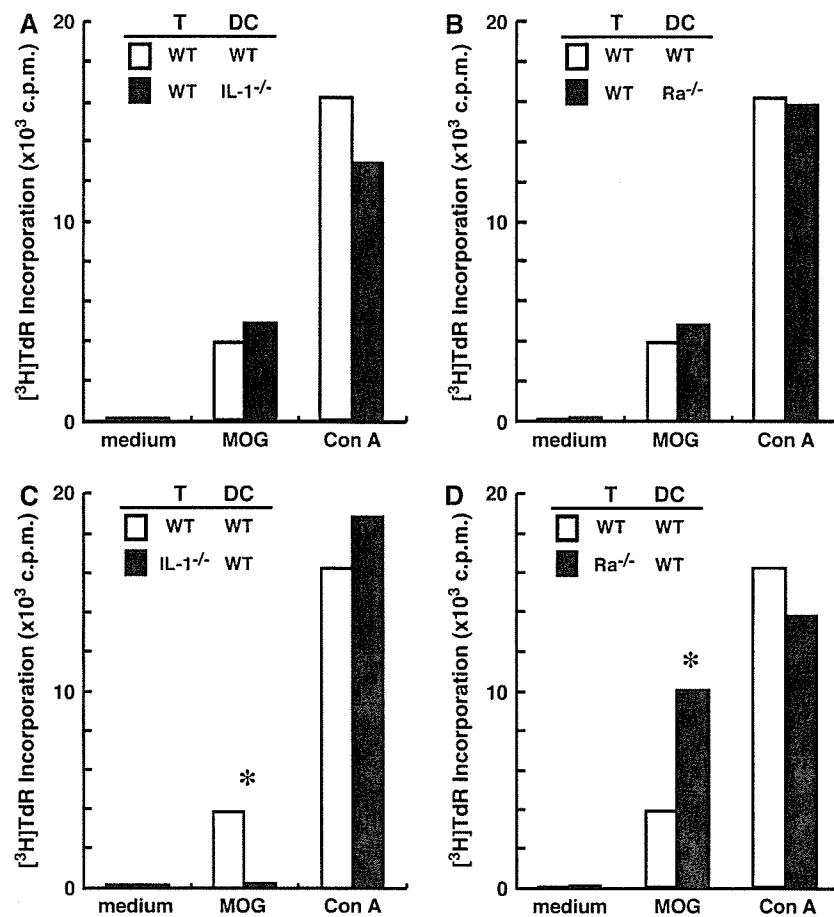 A
T DC
WT WT
WT IL-1-/-
[3H]TdR Incorporation (x10³ c.p.m.)
20
10
0
medium MOG Con A
B
T DC
WT WT
WT Ra-/-
[3H]TdR Incorporation (x10³ c.p.m.)
20
10
0
medium MOG Con A
C
T DC
WT WT
IL-1-/- WT
[3H]TdR Incorporation (x10³ c.p.m.)
20
10
0
*
medium MOG Con A
D
T DC
WT WT
Ra-/- WT
[3H]TdR Incorporation (x10³ c.p.m.)
20
10
0
*
medium MOG Con A